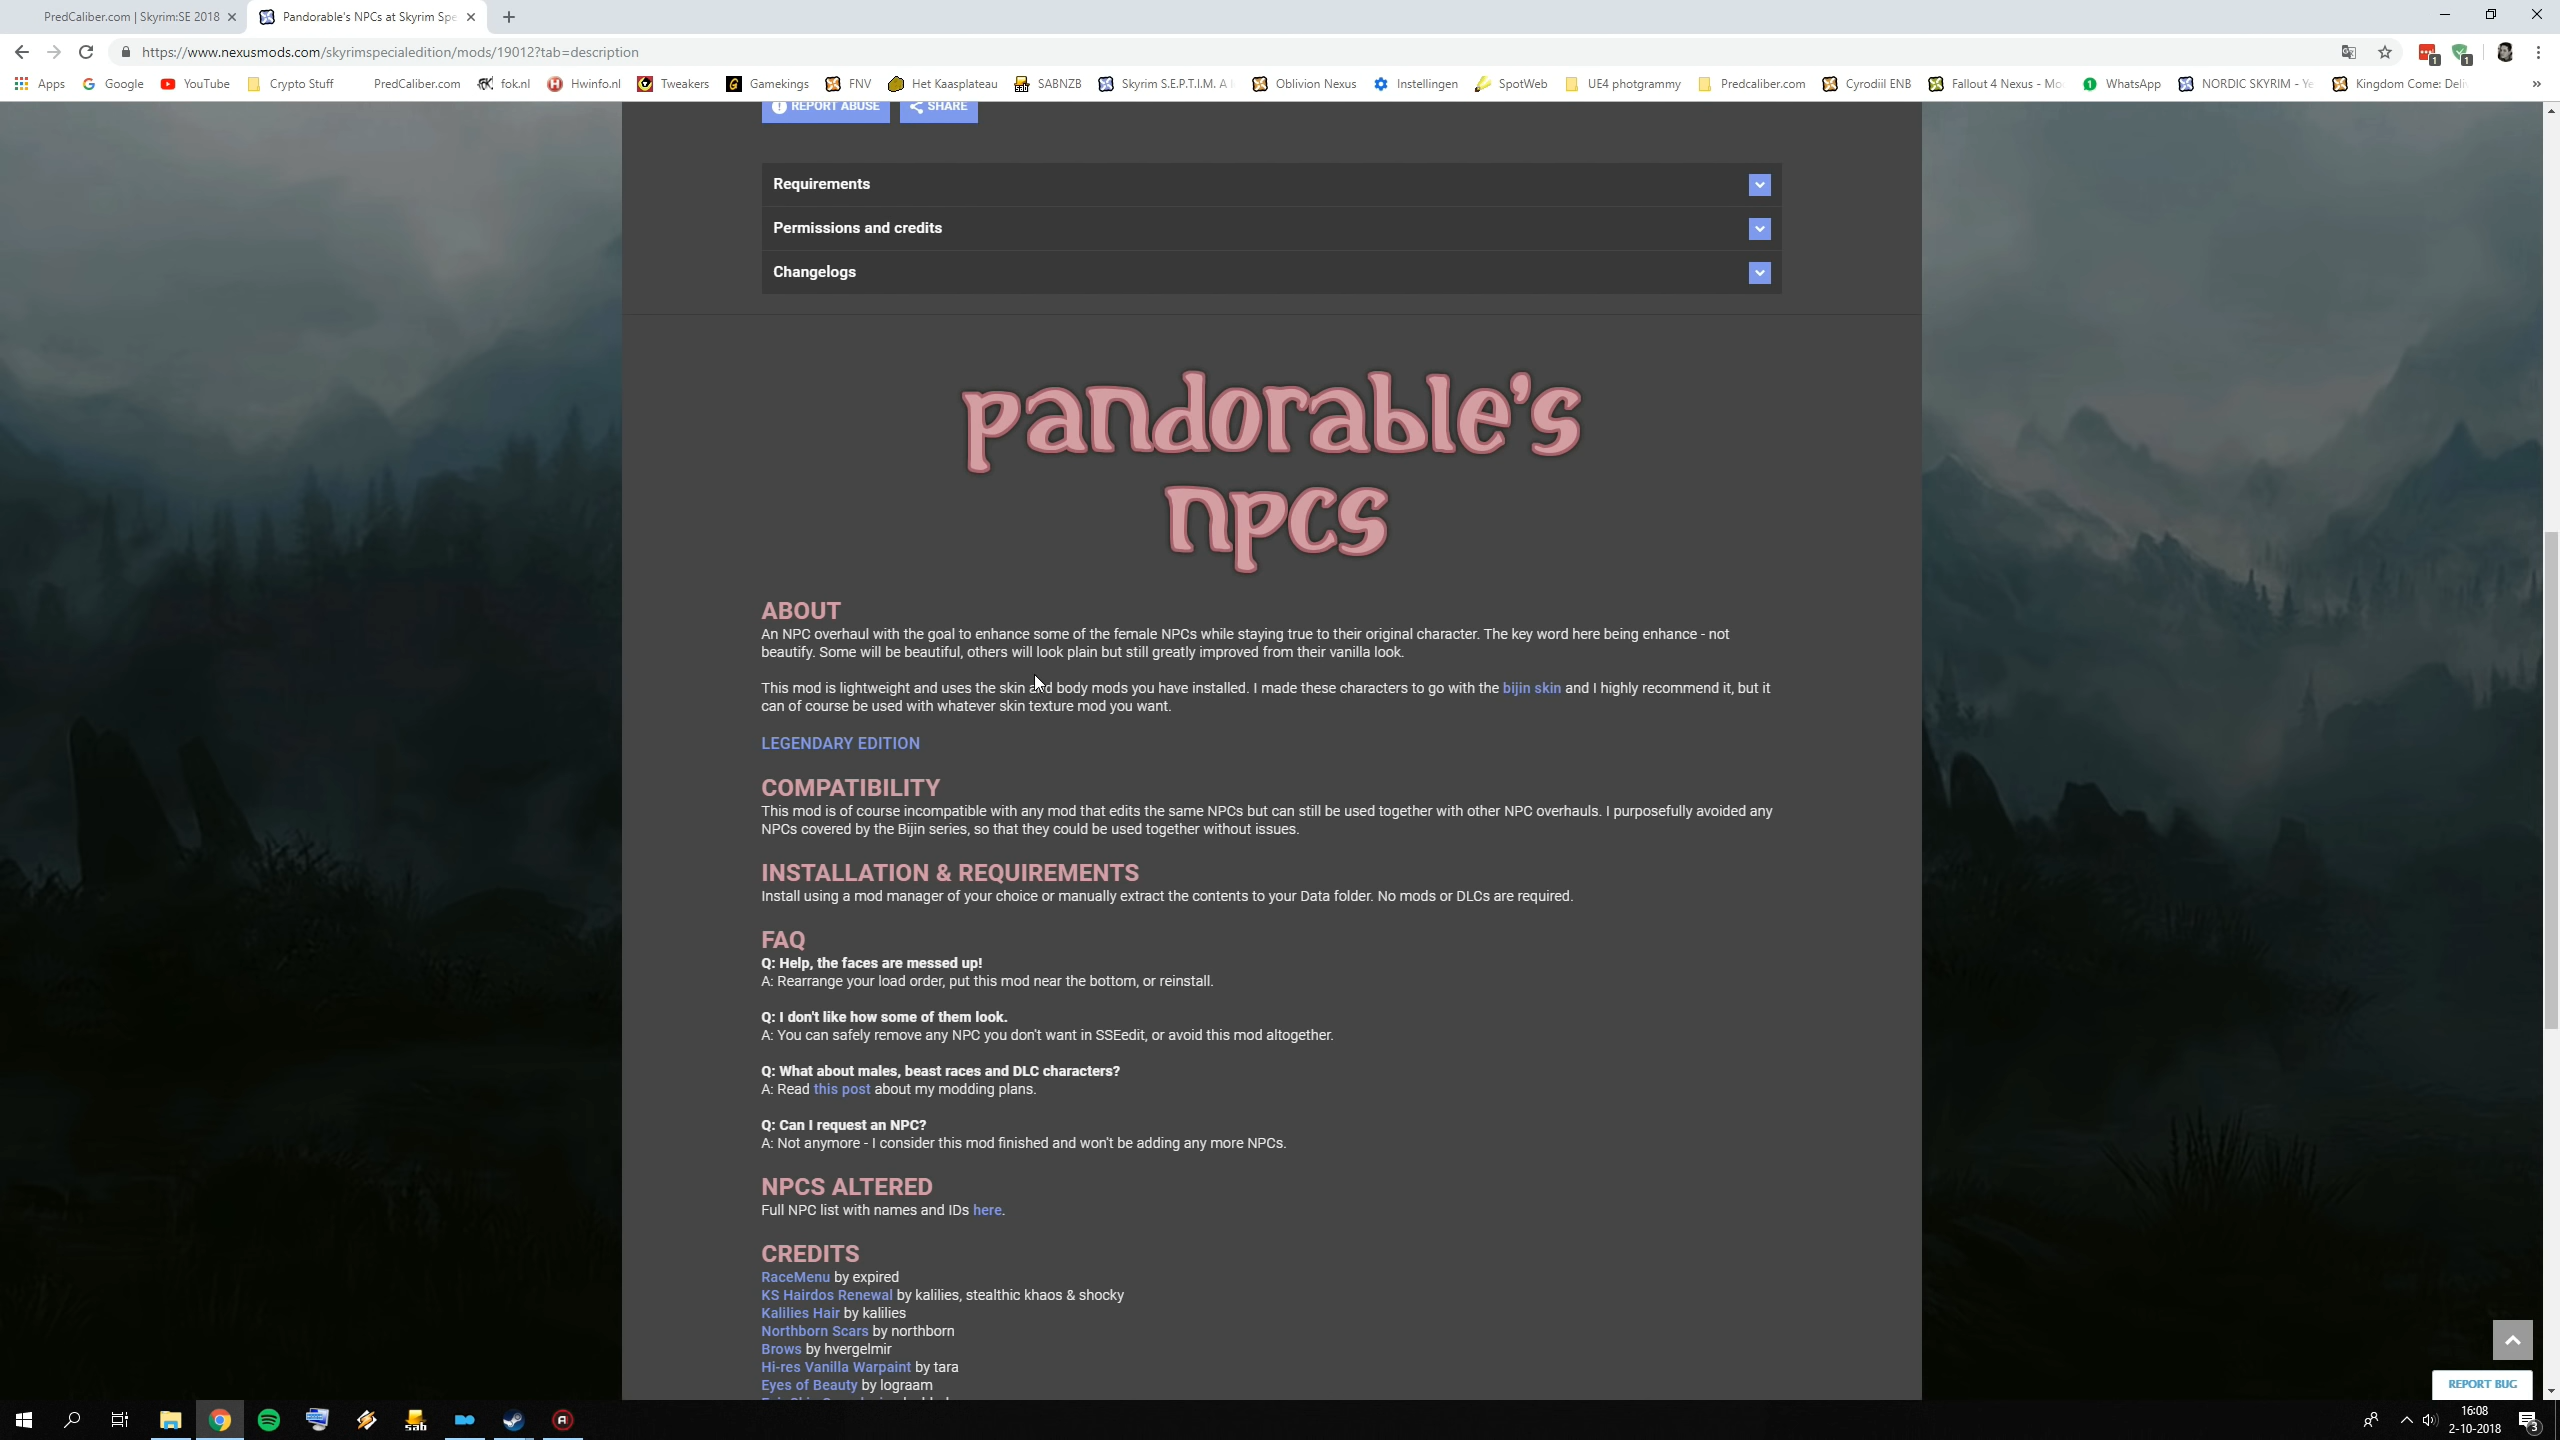 PredCaliber.com | Skyrim:SE 2018
Pandorable's NPCs at Skyrim Spe
https://www.nexusmods.com/skyrimspecialedition/mods/19012?tab=description
1
1
Apps
Google
YouTube
Crypto Stuff
PredCaliber.com
fok.nl
Hwinfo.nl
Tweakers
Gamekings
FNV
Het Kaasplateau
SABNZB
Skyrim S.E.P.T.I.M. A
Oblivion Nexus
Instellingen
SpotWeb
UE4 photgrammy
Predcaliber.com
Cyrodiil ENB
Fallout 4 Nexus - Mo
WhatsApp
NORDIC SKYRIM - Ye
Kingdom Come: Deli
REPORT ABUSE
SHARE
Requirements
Permissions and credits
Changelogs
pandorable's
npcs
ABOUT
An NPC overhaul with the goal to enhance some of the female NPCs while staying true to their original character. The key word here being enhance - not
beautify. Some will be beautiful, others will look plain but still greatly improved from their vanilla look.
This mod is lightweight and uses the skin and body mods you have installed. I made these characters to go with the bijin skin and I highly recommend it, but it
can of course be used with whatever skin texture mod you want.
LEGENDARY EDITION
COMPATIBILITY
This mod is of course incompatible with any mod that edits the same NPCs but can still be used together with other NPC overhauls. I purposefully avoided any
NPCs covered by the Bijin series, so that they could be used together without issues.
INSTALLATION & REQUIREMENTS
Install using a mod manager of your choice or manually extract the contents to your Data folder. No mods or DLCs are required.
FAQ
Q: Help, the faces are messed up!
A: Rearrange your load order, put this mod near the bottom, or reinstall.
Q: I don't like how some of them look.
A: You can safely remove any NPC you don't want in SSEedit, or avoid this mod altogether.
Q: What about males, beast races and DLC characters?
A: Read this post about my modding plans.
Q: Can I request an NPC?
A: Not anymore - I consider this mod finished and won't be adding any more NPCs.
NPCS ALTERED
Full NPC list with names and IDs here.
CREDITS
RaceMenu by expired
KS Hairdos Renewal by kalilies, stealthic khaos & shocky
Kalilies Hair by kalilies
Northborn Scars by northborn
Brows by hvergelmir
Hi-res Vanilla Warpaint by tara
Eyes of Beauty by lograam
REPORT BUG
sab
16:08
2-10-2018
3